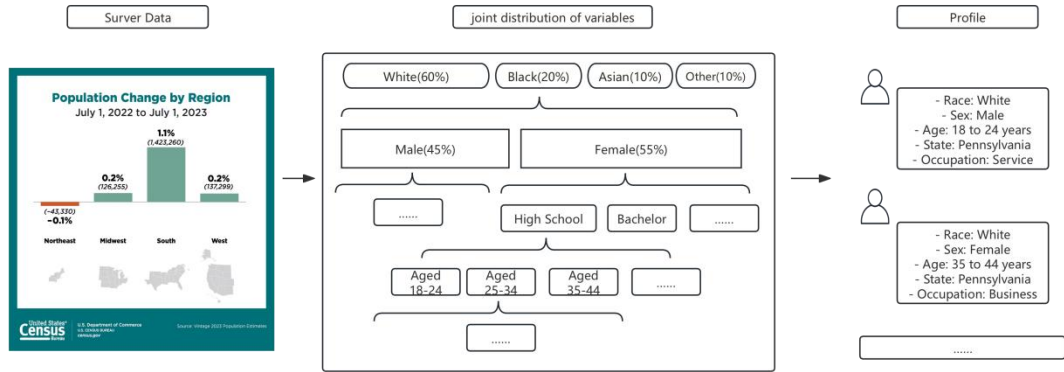 Surver Data
joint distribution of variables
Profile
Population Change by Region
July 1, 2022 to July 1, 2023
1.1%
(1,423,260)
0.2%
(126,255)
0.2%
(137,299)
(−43,330)
−0.1%
Northeast
Midwest
South
West
United States®
Census
Bureau
U.S. Department of Commerce
U.S. CENSUS BUREAU
census.gov
Source: Vintage 2023 Population Estimates
White(60%)
Black(20%)
Asian(10%)
Other(10%)
Male(45%)
Female(55%)
......
High School
Bachelor
......
Aged
18-24
Aged
25-34
Aged
35-44
......
......
- Race: White
- Sex: Male
- Age: 18 to 24 years
- State: Pennsylvania
- Occupation: Service
- Race: White
- Sex: Female
- Age: 35 to 44 years
- State: Pennsylvania
- Occupation: Business
......